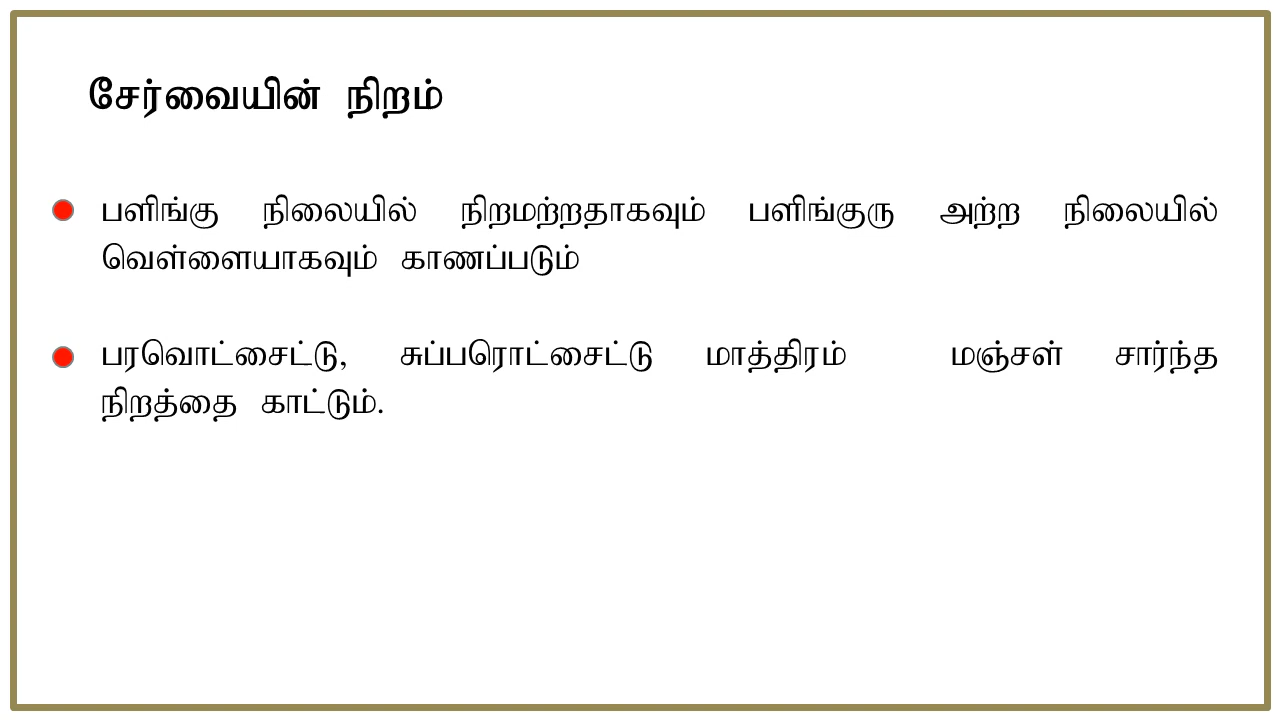 சேர்வையின் நிறம்
பளிங்கு நிலையில் நிறமற்றதாகவும் பளிங்குரு அற்ற நிலையில்
வெள்ளையாகவும் காணப்படும்
பரவொட்சைட்டு, சுப்பரொட்சைட்டு மாத்திரம் மஞ்சள் சார்ந்த
நிறத்தை காட்டும்.